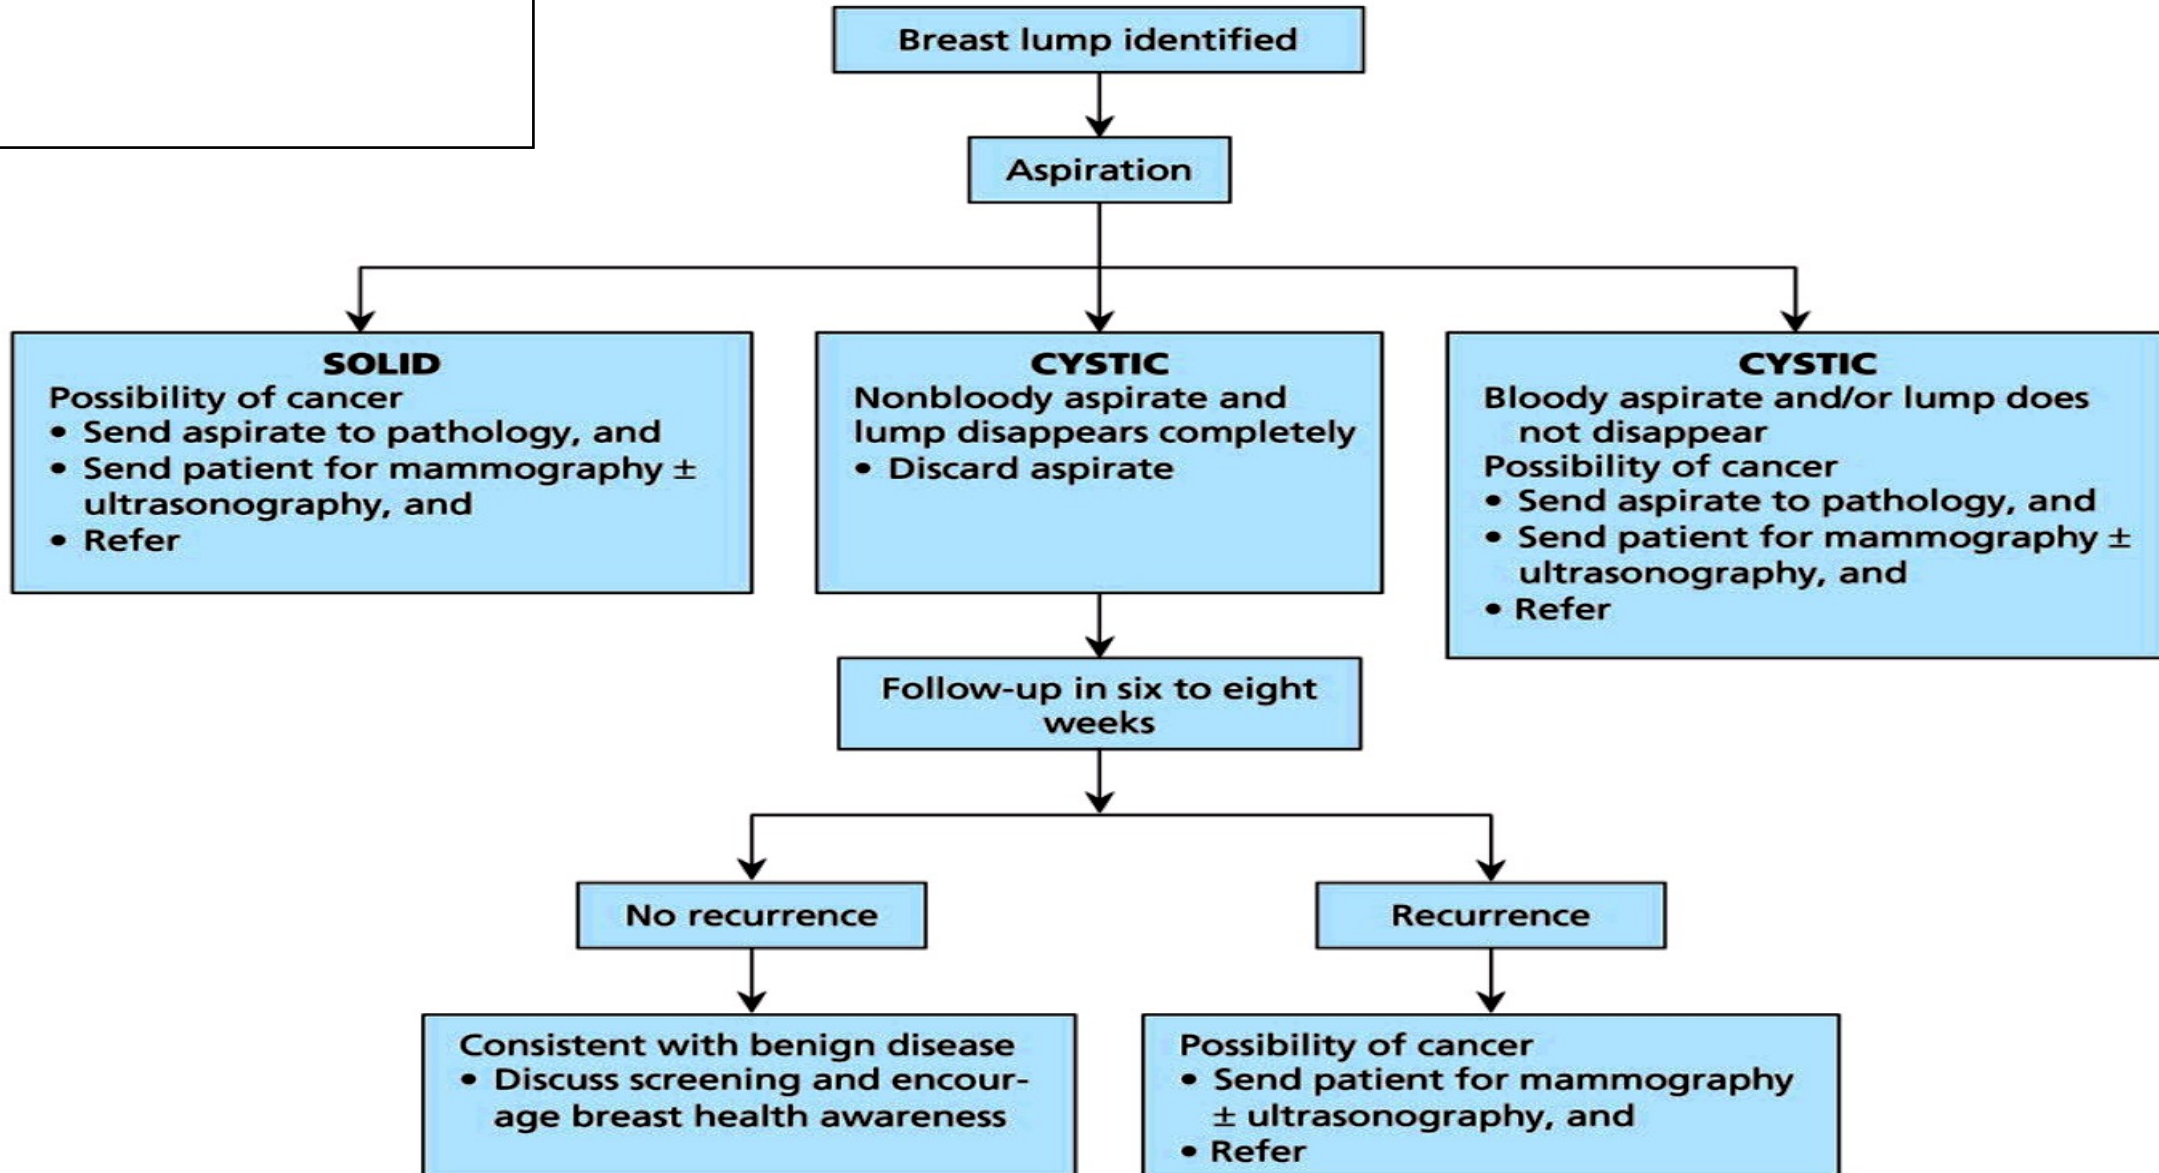 Breast lump identified
Aspiration
SOLID
Possibility of cancer
• Send aspirate to pathology, and
• Send patient for mammography ±
ultrasonography, and
• Refer
CYSTIC
Nonbloody aspirate and
lump disappears completely
• Discard aspirate
CYSTIC
Bloody aspirate and/or lump does
not disappear
Possibility of cancer
• Send aspirate to pathology, and
• Send patient for mammography ±
ultrasonography, and
• Refer
Follow-up in six to eight
weeks
No recurrence
Recurrence
Consistent with benign disease
• Discuss screening and encour-
age breast health awareness
Possibility of cancer
• Send patient for mammography
± ultrasonography, and
• Refer